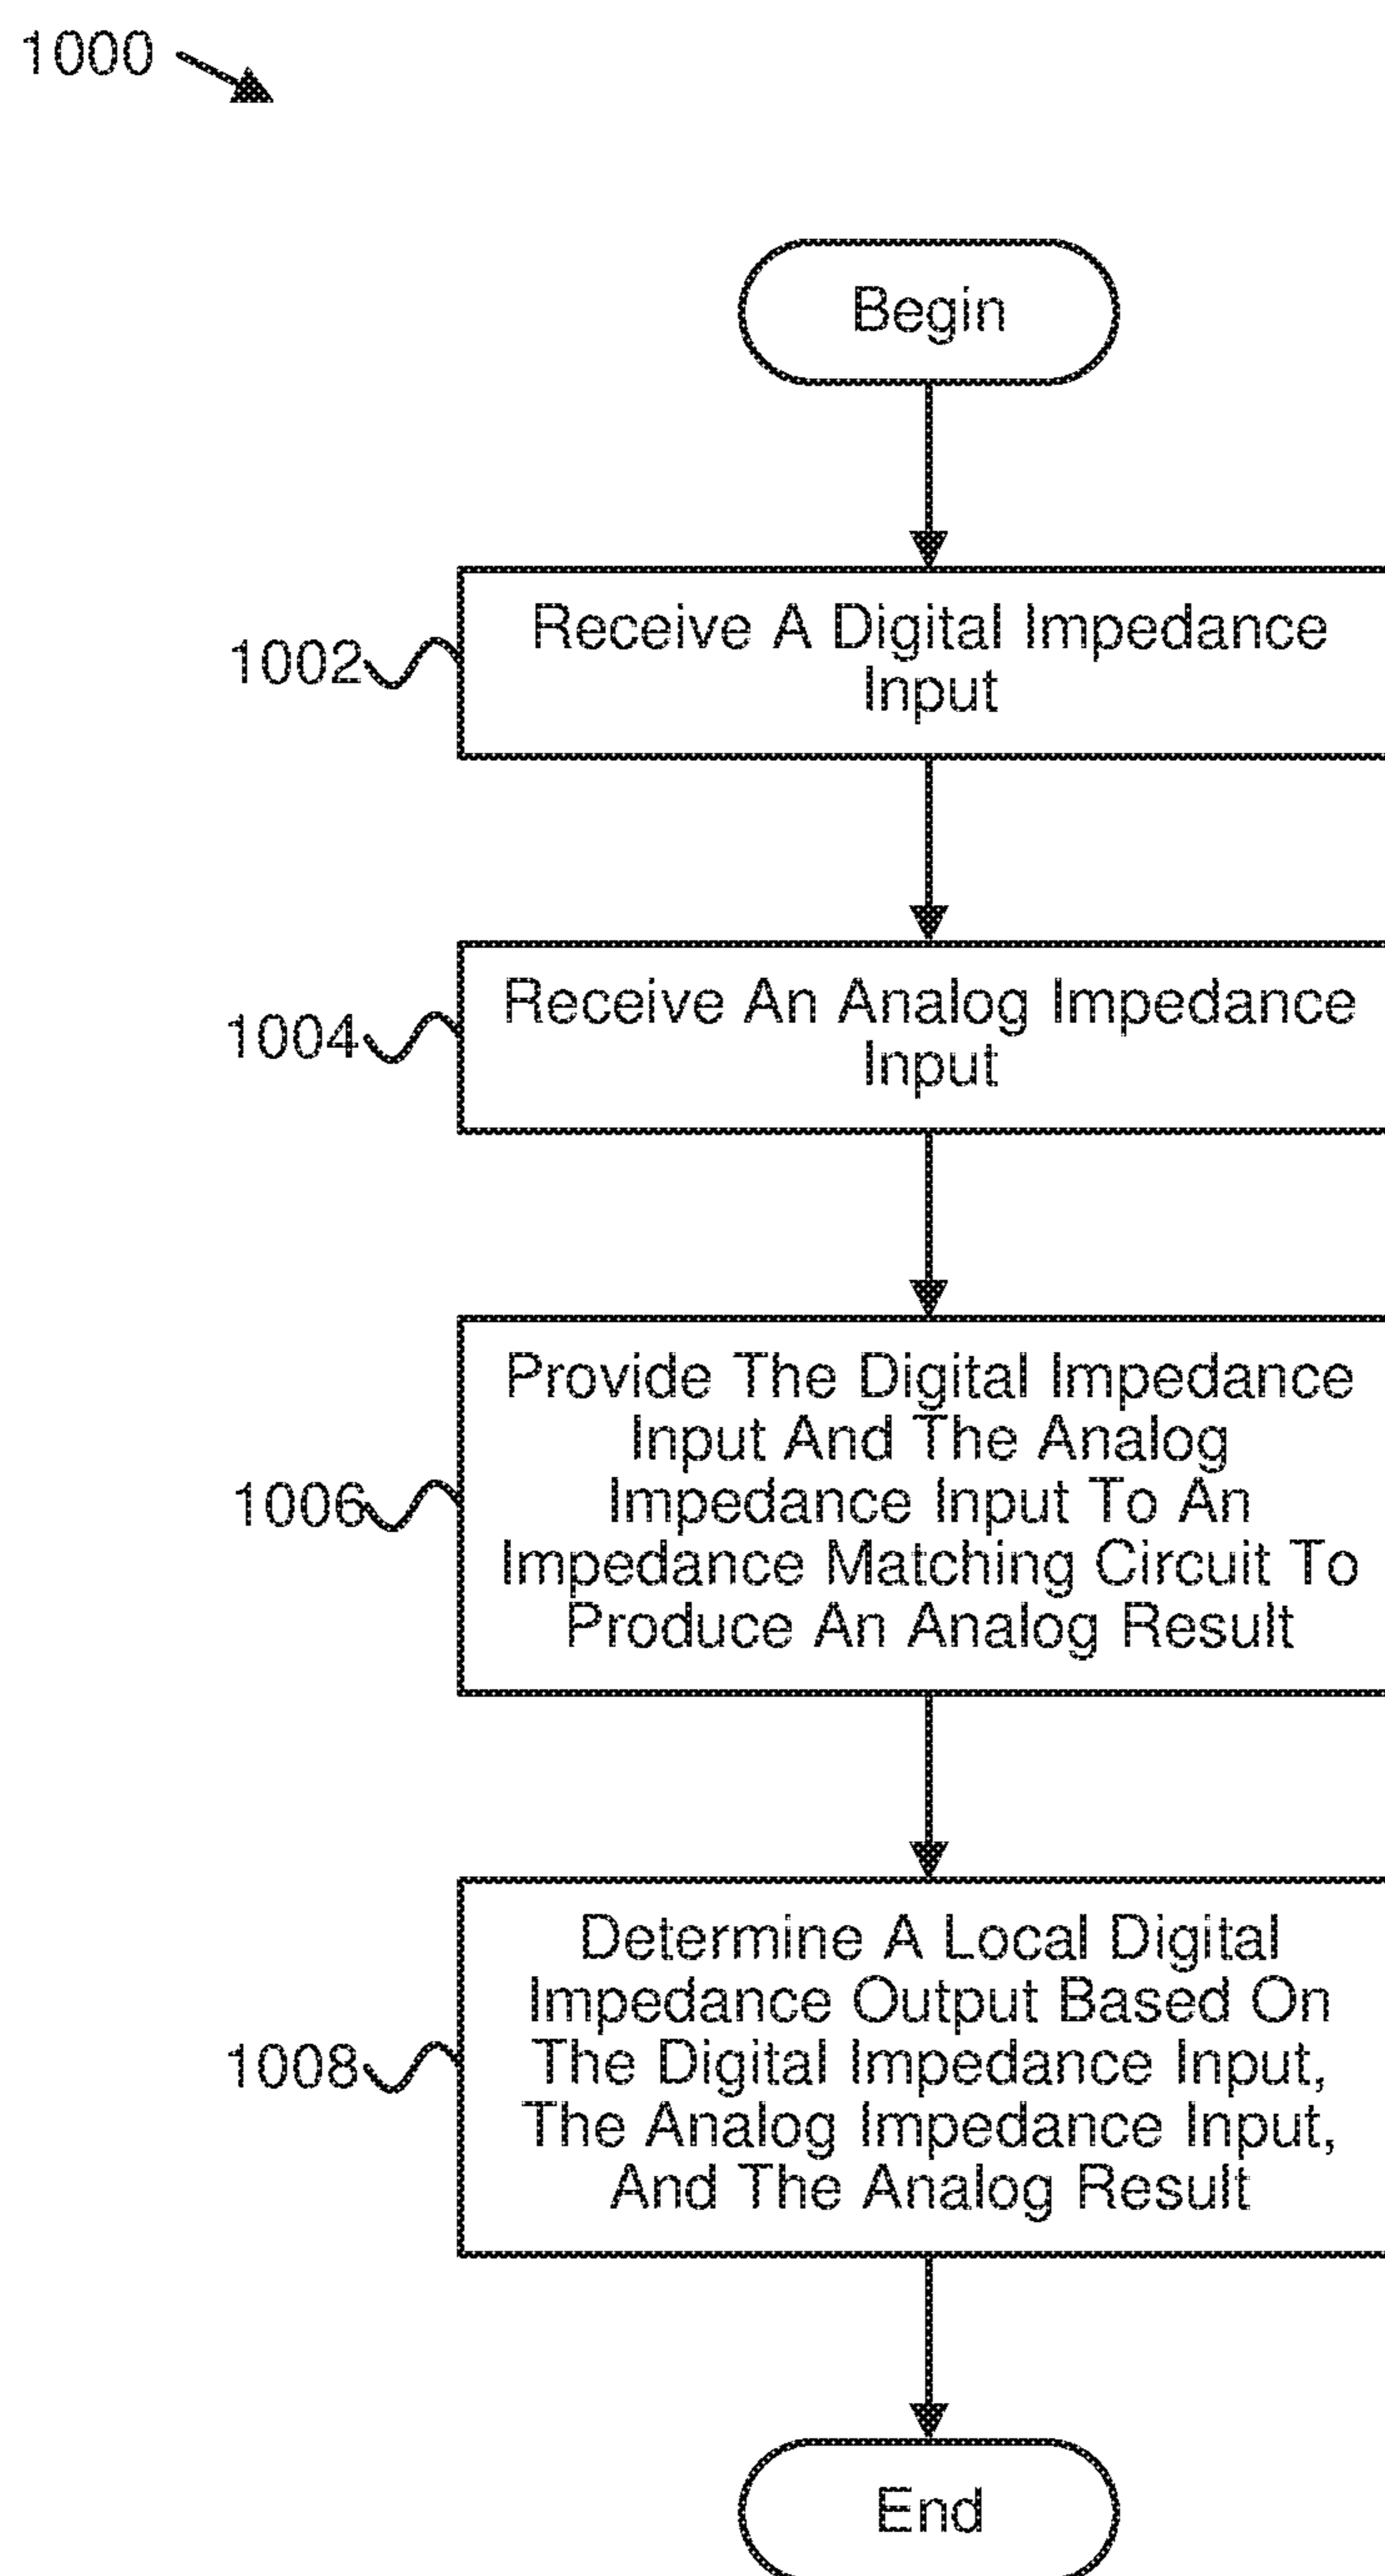 1000
Begin
1002
Receive A Digital Impedance
Input
1004
Receive An Analog Impedance
Input
1006
Provide The Digital Impedance
Input And The Analog
Impedance Input To An
Impedance Matching Circuit To
Produce An Analog Result
1008
Determine A Local Digital
Impedance Output Based On
The Digital Impedance Input,
The Analog Impedance Input,
And The Analog Result
End